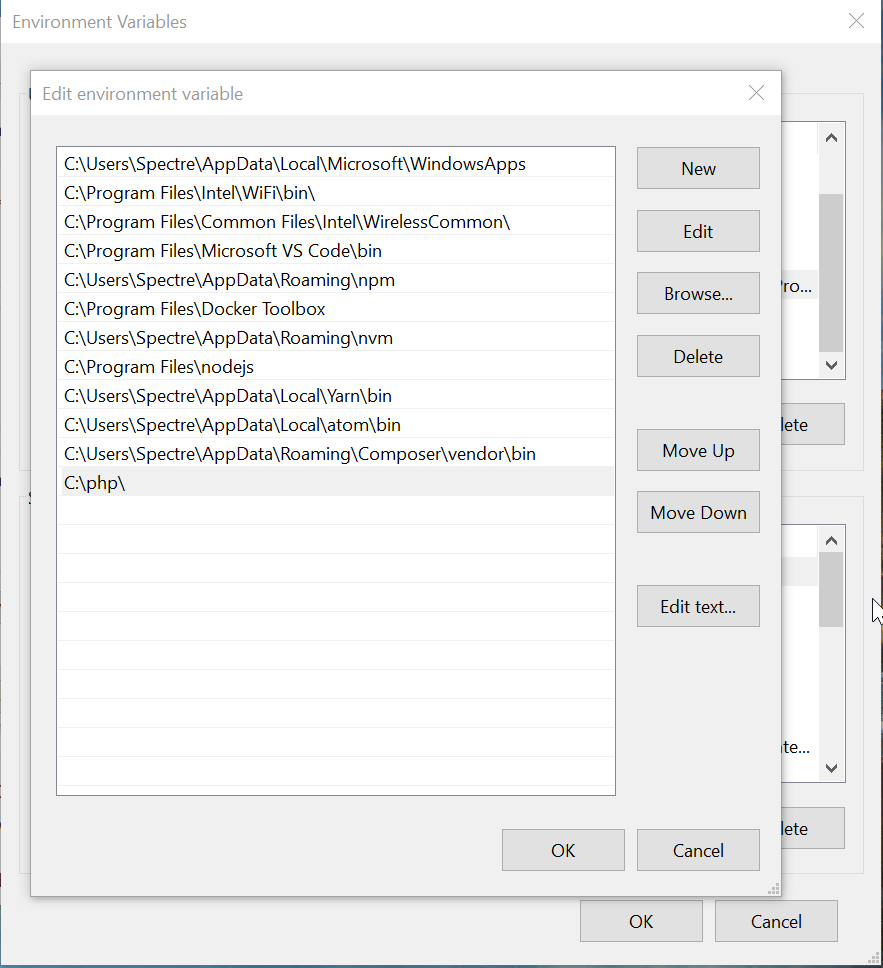 Environment Variables
Edit environment variable
C:\Users\Spectre\AppData\Local\Microsoft\WindowsApps
C:\Program Files\Intel\WiFi\bin\
C:\Program Files\Common Files\Intel\WirelessCommon\
C:\Program Files\Microsoft VS Code\bin
C:\Users\Spectre\AppData\Roaming\npm
C:\Program Files\Docker Toolbox
C:\Users\Spectre\AppData\Roaming\nvm
C:\Program Files\nodejs
C:\Users\Spectre\AppData\Local\Yarn\bin
C:\Users\Spectre\AppData\Local\atom\bin
C:\Users\Spectre\AppData\Roaming\Composer\vendor\bin
C:\php\
New
Edit
Browse...
Delete
Move Up
Move Down
Edit text...
OK
Cancel
OK
Cancel